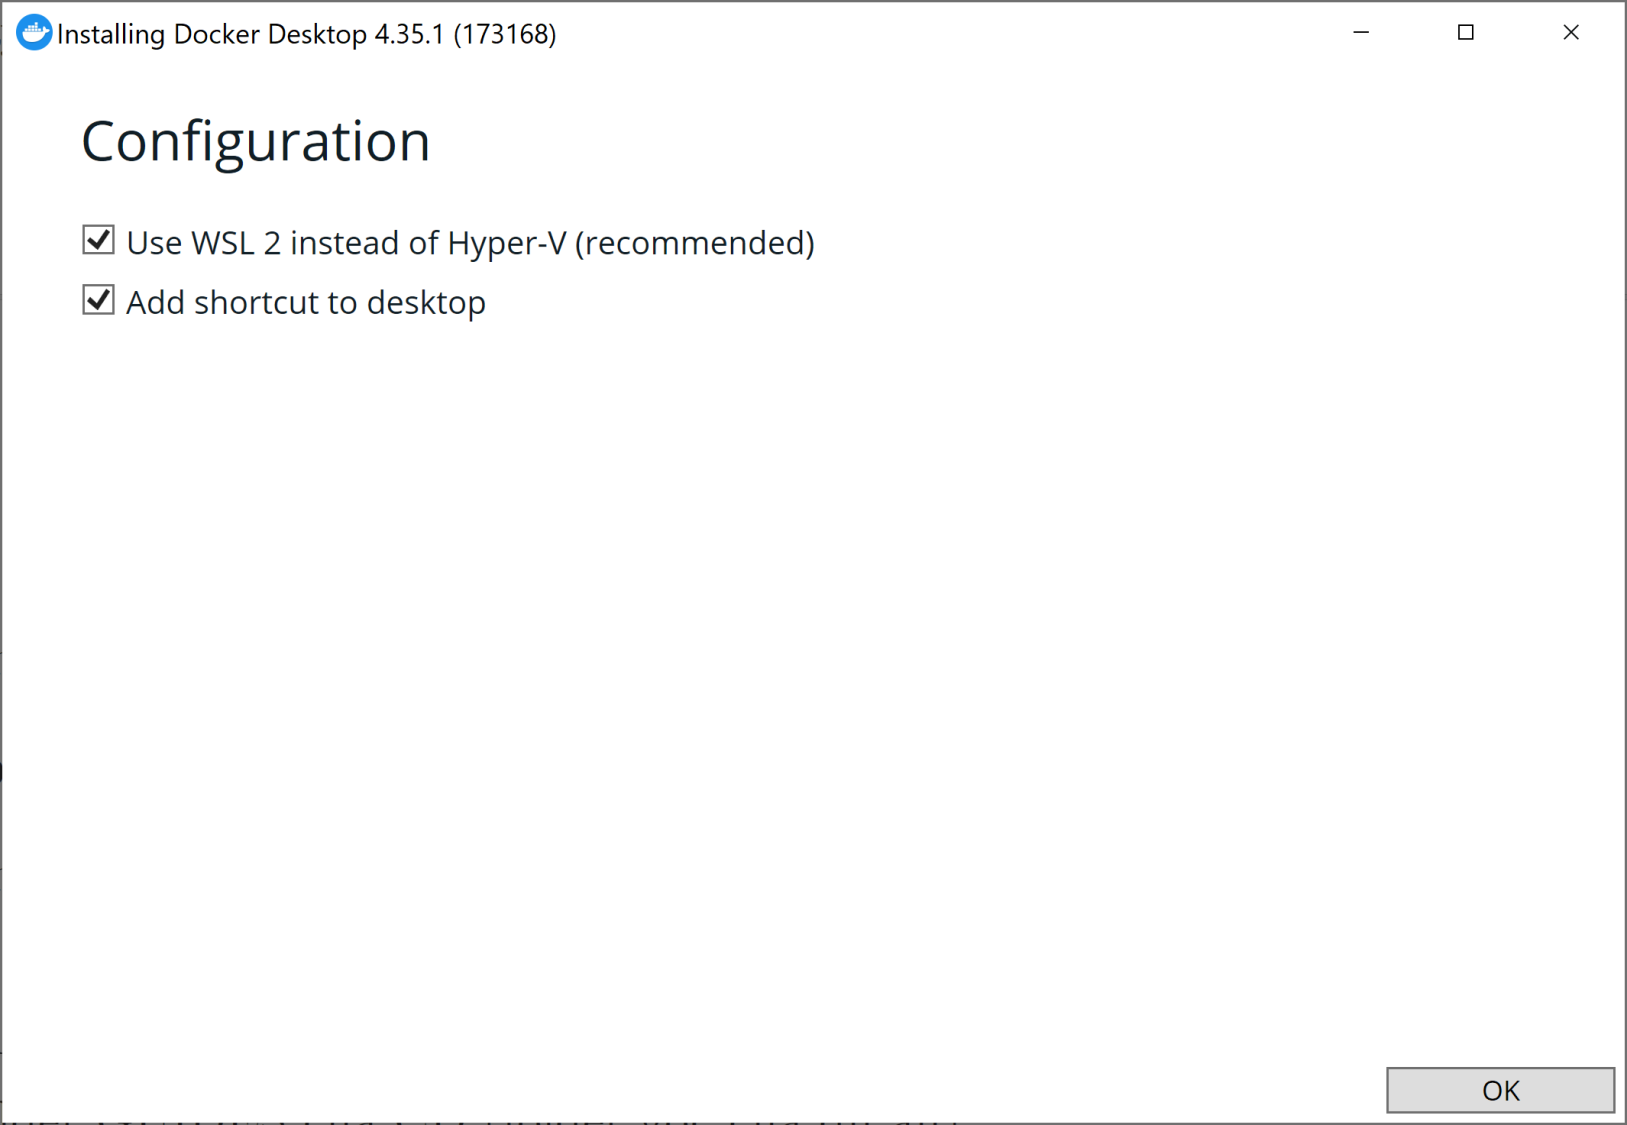 Installing Docker Desktop 4.35.1 (173168)
Configuration
Use WSL 2 instead of Hyper-V (recommended)
Add shortcut to desktop
OK